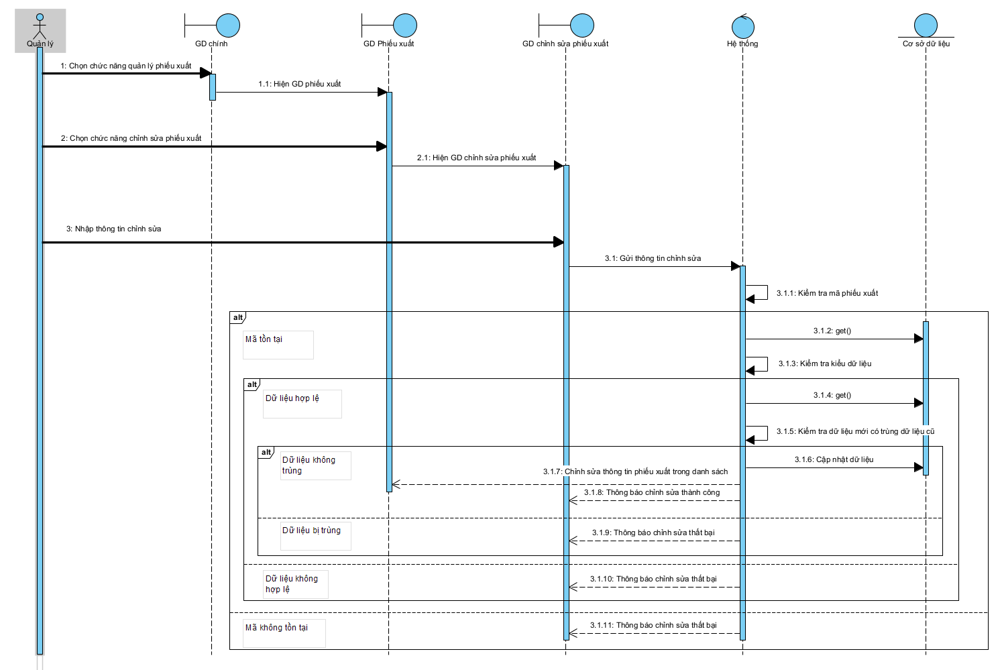 Quản lý
GD chính
GD Phiếu xuất
GD chỉnh sửa phiếu xuất
Hệ thống
Cơ sở dữ liệu
1: Chọn chức năng quản lý phiếu xuất
1.1: Hiện GD phiếu xuất
2: Chọn chức năng chỉnh sửa phiếu xuất
2.1: Hiện GD chỉnh sửa phiếu xuất
3: Nhập thông tin chỉnh sửa
3.1: Gửi thông tin chỉnh sửa
3.1.1: Kiểm tra mã phiếu xuất
alt
Mã tồn tại
3.1.2: get()
3.1.3: Kiểm tra kiểu dữ liệu
alt
Dữ liệu hợp lệ
3.1.4: get()
3.1.5: Kiểm tra dữ liệu mới có trùng dữ liệu cũ
alt
Dữ liệu không
trùng
3.1.6: Cập nhật dữ liệu
3.1.7: Chỉnh sửa thông tin phiếu xuất trong danh sách
3.1.8: Thông báo chỉnh sửa thành công
Dữ liệu bị trùng
3.1.9: Thông báo chỉnh sửa thất bại
Dữ liệu không
hợp lệ
3.1.10: Thông báo chỉnh sửa thất bại
Mã không tồn tại
3.1.11: Thông báo chỉnh sửa thất bại